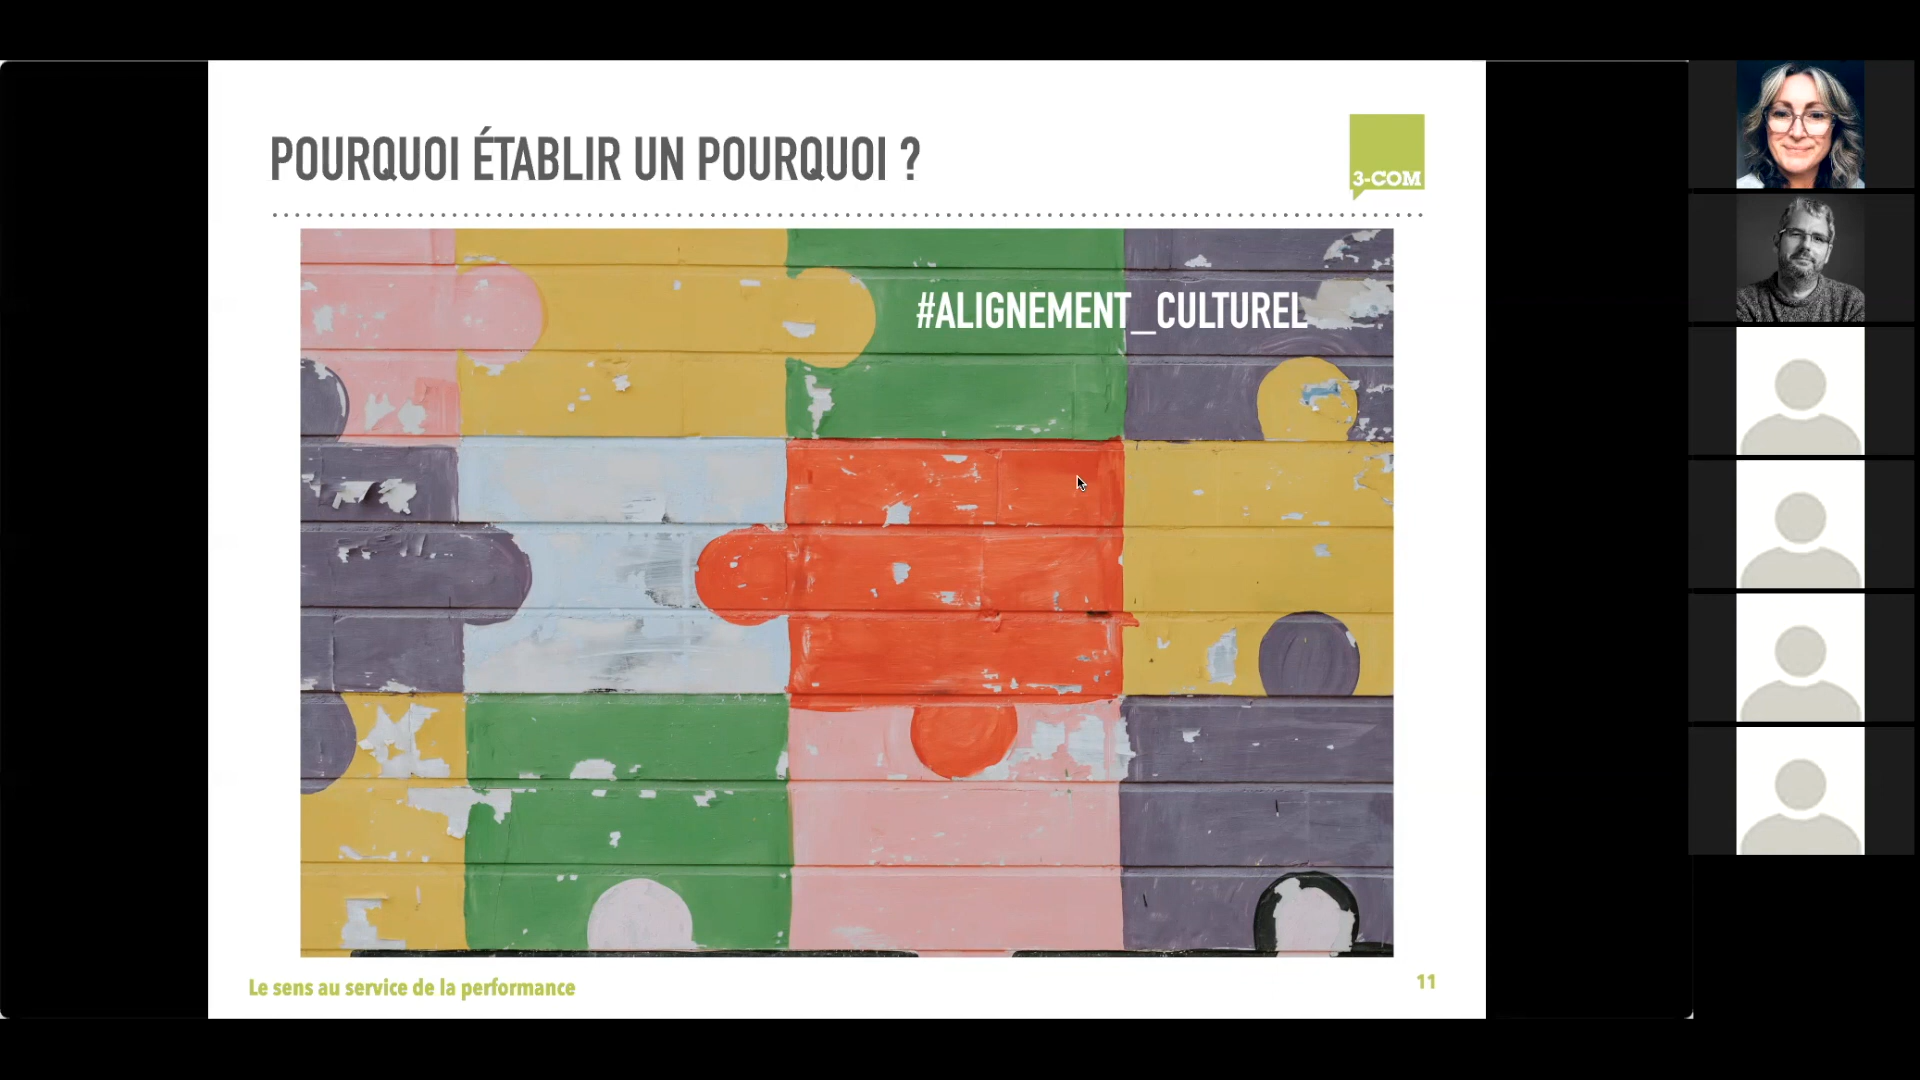 POURQUOI ÉTABLIR UN POURQUOI ?
3-COM
#ALIGNEMENT_CULTUREL
Le sens au service de la performance
11